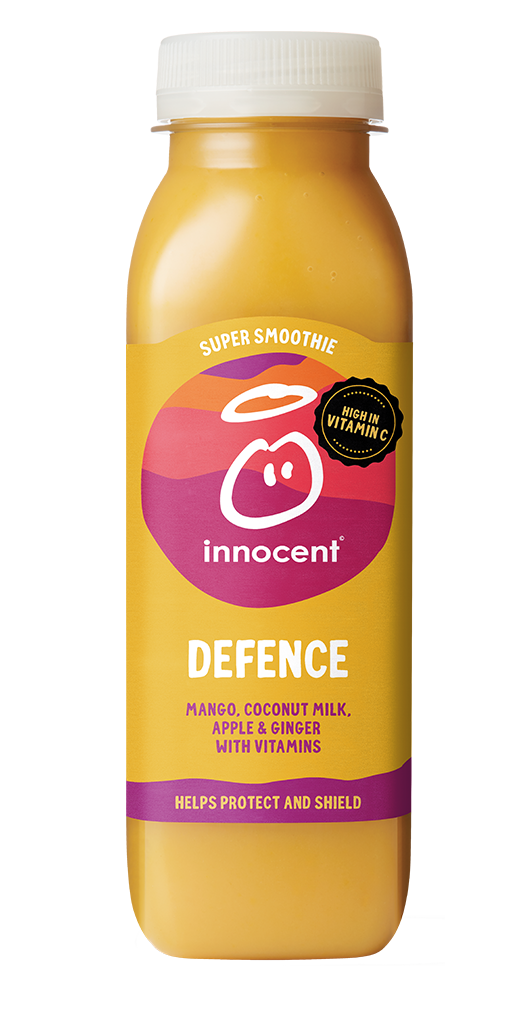 SUPER SMOOTHIE
HIGH IN
VITAMIN C
innocent©
DEFENCE
MANGO, COCONUT MILK,
APPLE & GINGER
WITH VITAMINS
HELPS PROTECT AND SHIELD